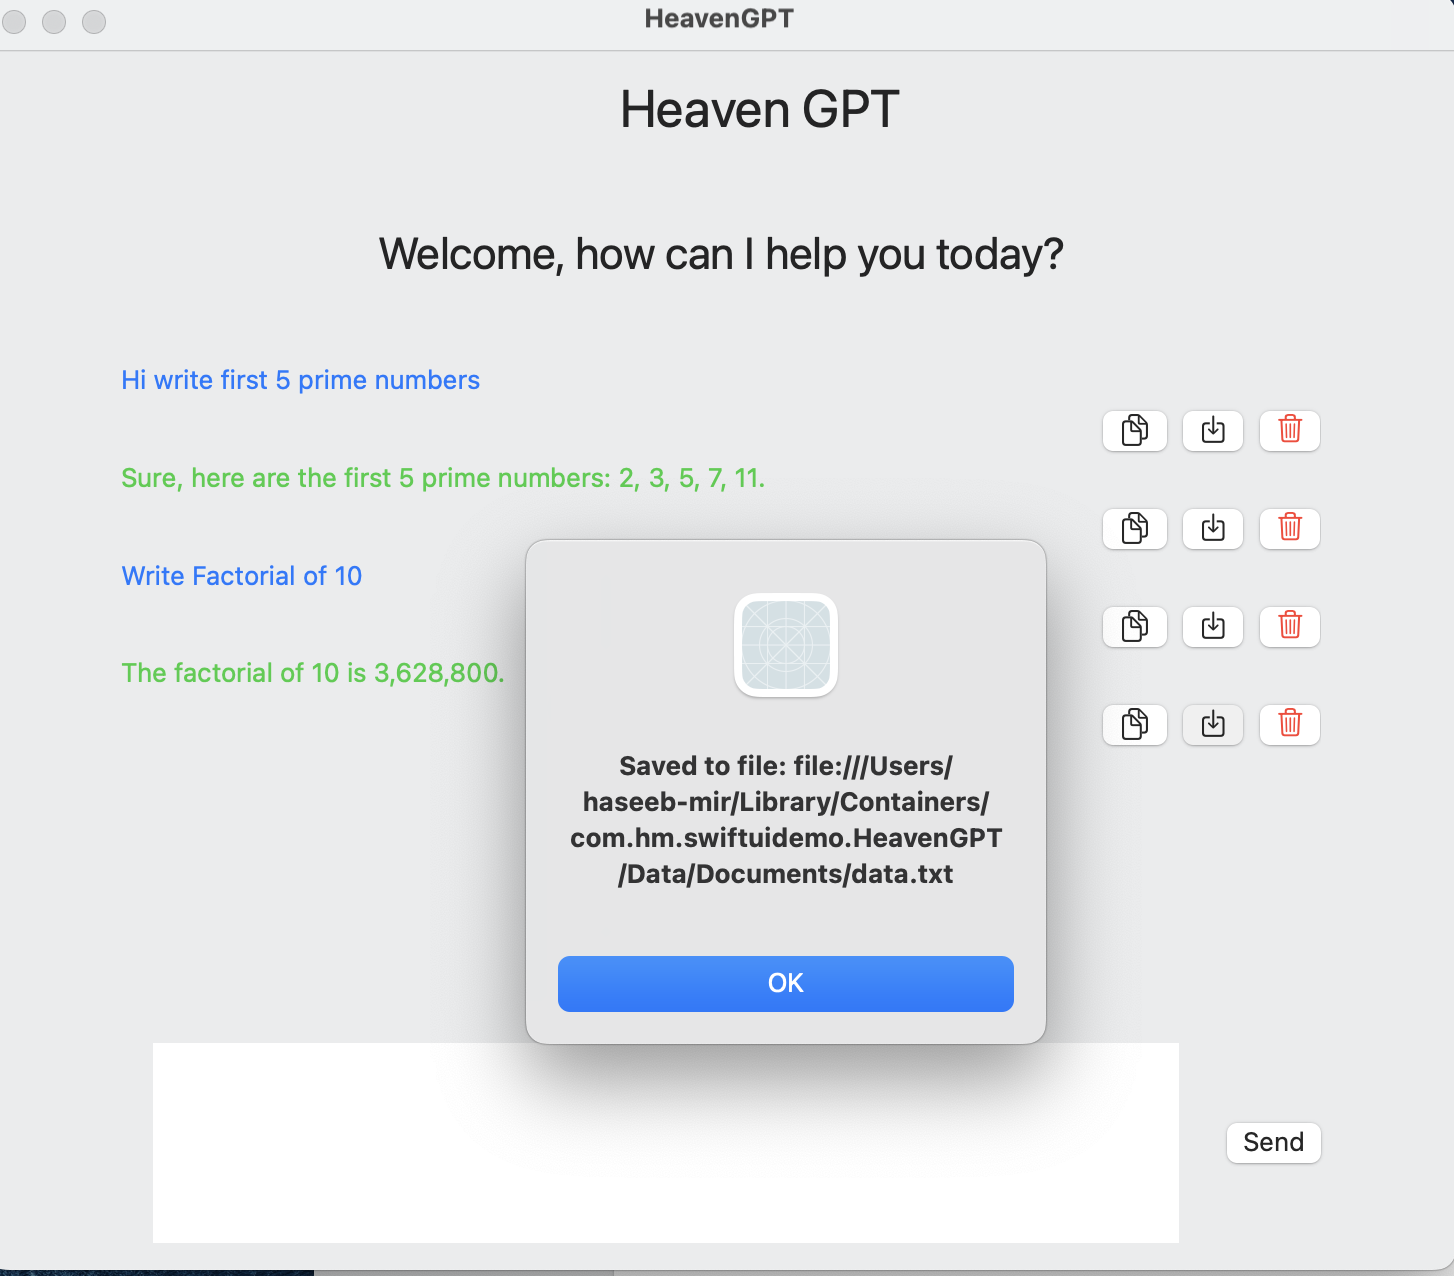 HeavenGPT
Heaven GPT
Welcome, how can I help you today?
Hi write first 5 prime numbers
Sure, here are the first 5 prime numbers: 2, 3, 5, 7, 11.
Write Factorial of 10
The factorial of 10 is 3,628,800.
Saved to file: file:///Users/
haseeb-mir/Library/Containers/
com.hm.swiftuidemo.HeavenGPT
/Data/Documents/data.txt
OK
Send